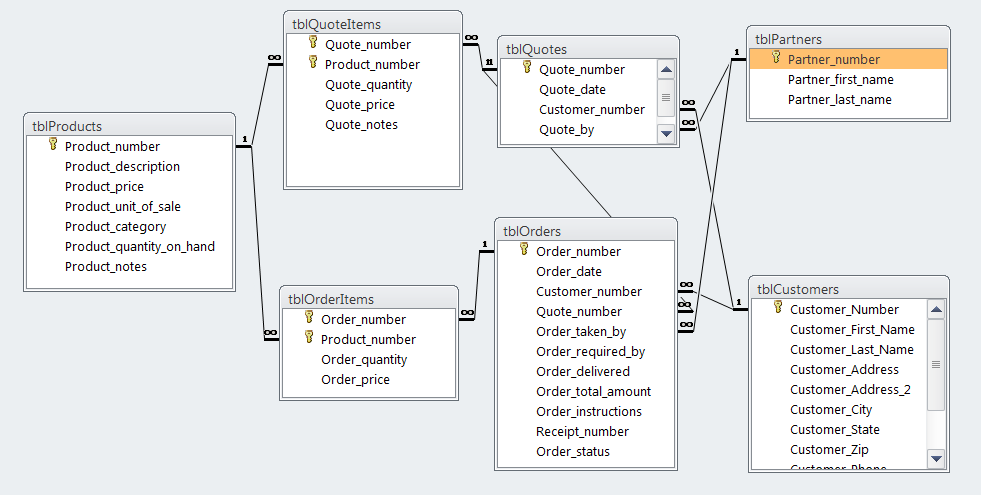 tblQuoteItems
Quote_number
Product_number
Quote_quantity
Quote_price
Quote_notes
tblQuotes
Quote_number
Quote_date
Customer_number
Quote_by
tblPartners
Partner_number
Partner_first_name
Partner_last_name
tblProducts
Product_number
Product_description
Product_price
Product_unit_of_sale
Product_category
Product_quantity_on_hand
Product_notes
tblOrderItems
Order_number
Product_number
Order_quantity
Order_price
tblOrders
Order_number
Order_date
Customer_number
Quote_number
Order_taken_by
Order_required_by
Order_delivered
Order_total_amount
Order_instructions
Receipt_number
Order_status
tblCustomers
Customer_Number
Customer_First_Name
Customer_Last_Name
Customer_Address
Customer_Address_2
Customer_City
Customer_State
Customer_Zip
Customer_Phone
∞
∞
1
∞
∞
1
∞
11
∞
∞
1
∞
∞
∞
1